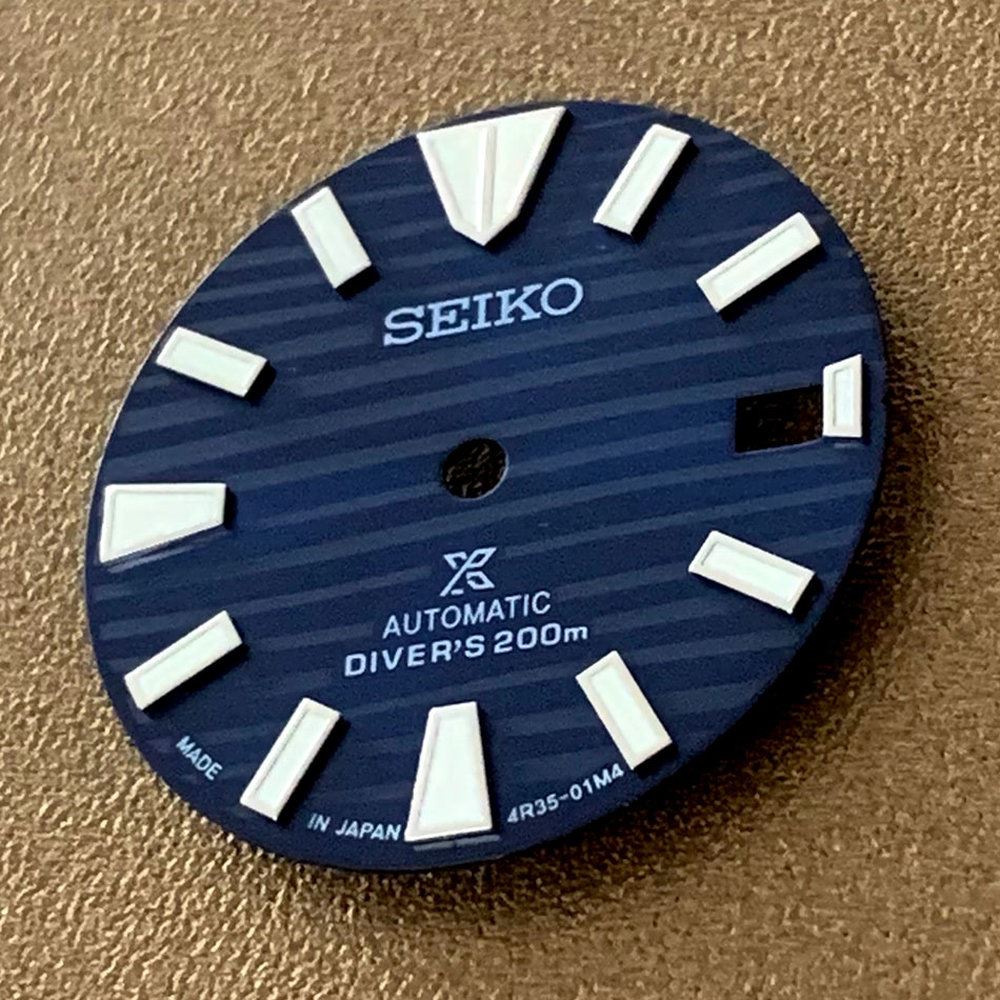 SEIKO
AUTOMATIC
DIVER'S 200m
MADE IN JAPAN 4R35-01M4